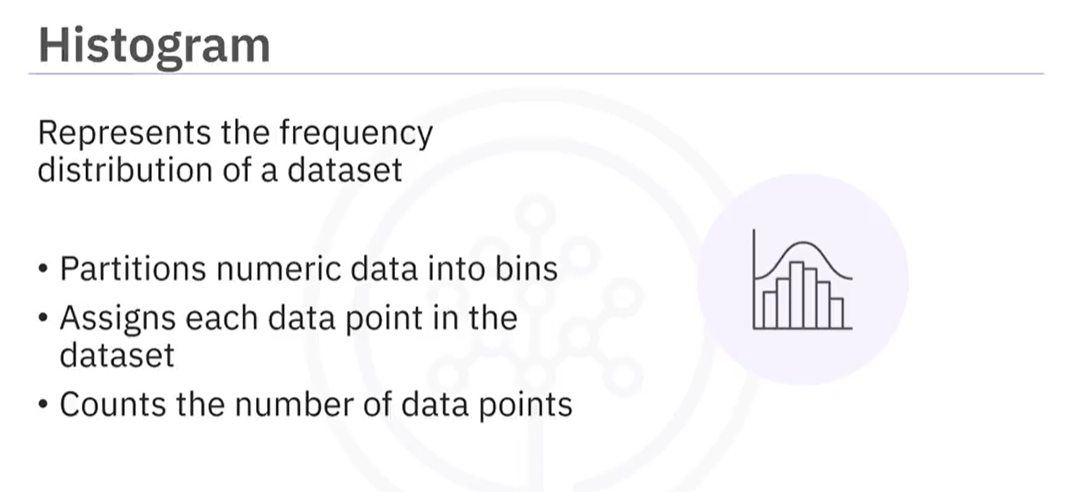 Histogram
Represents the frequency
distribution of a dataset
• Partitions numeric data into bins
• Assigns each data point in the
dataset
• Counts the number of data points